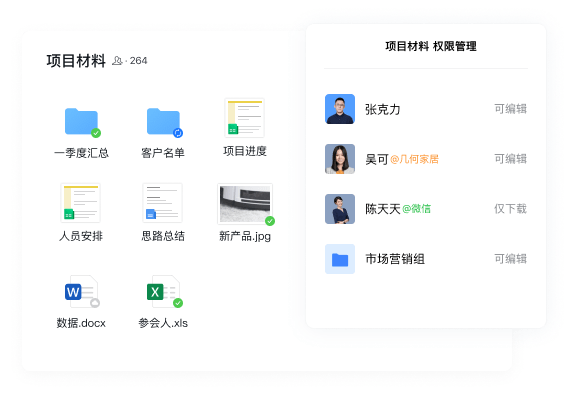 项目材料 · 264
一季度汇总
客户名单
项目进度
人员安排
思路总结
新产品.jpg
W
数据.docx
X
参会人.xls
项目材料 权限管理
张克力 可编辑
吴可@几何家居 可编辑
陈天天@微信 仅下载
市场营销组 可编辑